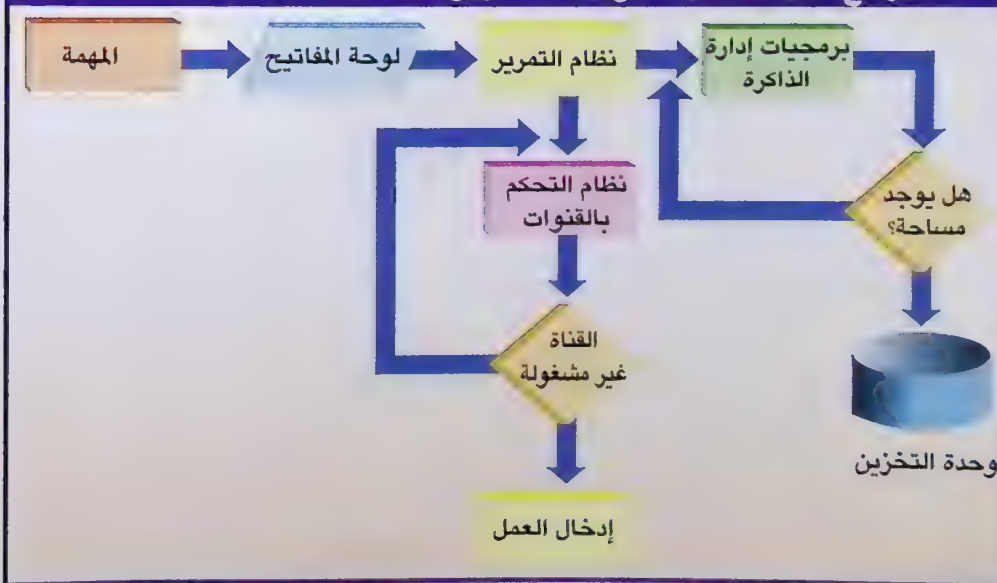 المهمة
لوحة المفاتيح
نظام التمرير
برمجيات إدارة
الذاكرة
هل يوجد
مساحة؟
نظام التحكم
بالقنوات
القناة
غير مشغولة
وحدة التخزين
إدخال العمل